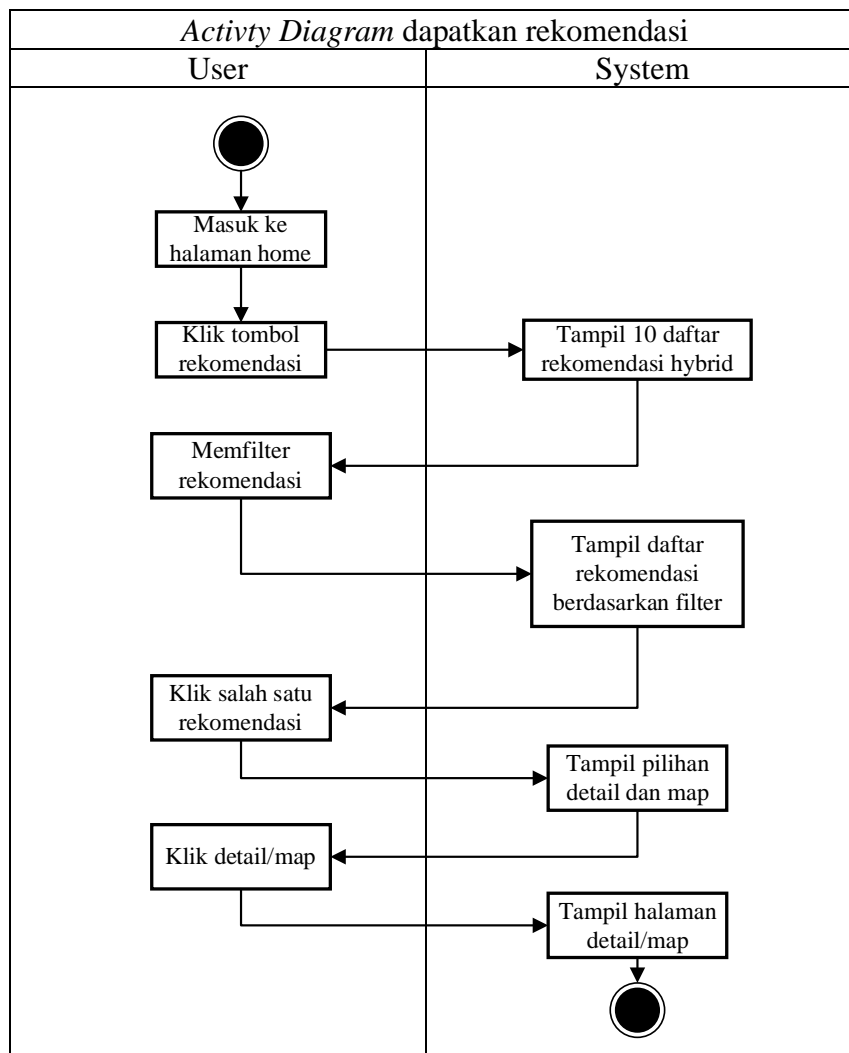 Activty Diagram dapatkan rekomendasi
User
System
Masuk ke
halaman home
Klik tombol
rekomendasi
Tampil 10 daftar
rekomendasi hybrid
Memfilter
rekomendasi
Tampil daftar
rekomendasi
berdasarkan filter
Klik salah satu
rekomendasi
Tampil pilihan
detail dan map
Klik detail/map
Tampil halaman
detail/map